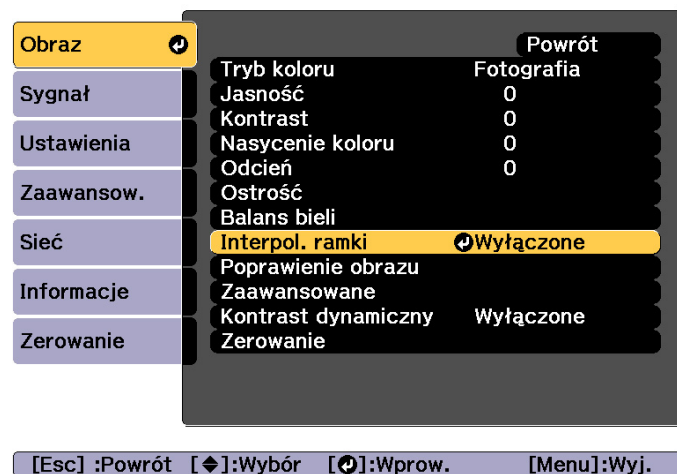 Obraz
Sygnał
Ustawienia
Zaawansow.
Sieć
Informacje
Zerowanie
Powrót
Tryb koloru Fotografia
Jasność 0
Kontrast 0
Nasycenie koloru 0
Odcień 0
Ostrość
Balans bieli
Interpol. ramki Wyłączone
Poprawienie obrazu
Zaawansowane
Kontrast dynamiczny Wyłączone
Zerowanie
[Esc] :Powrót [◆]:Wybór [↵]:Wprow. [Menu]:Wyj.